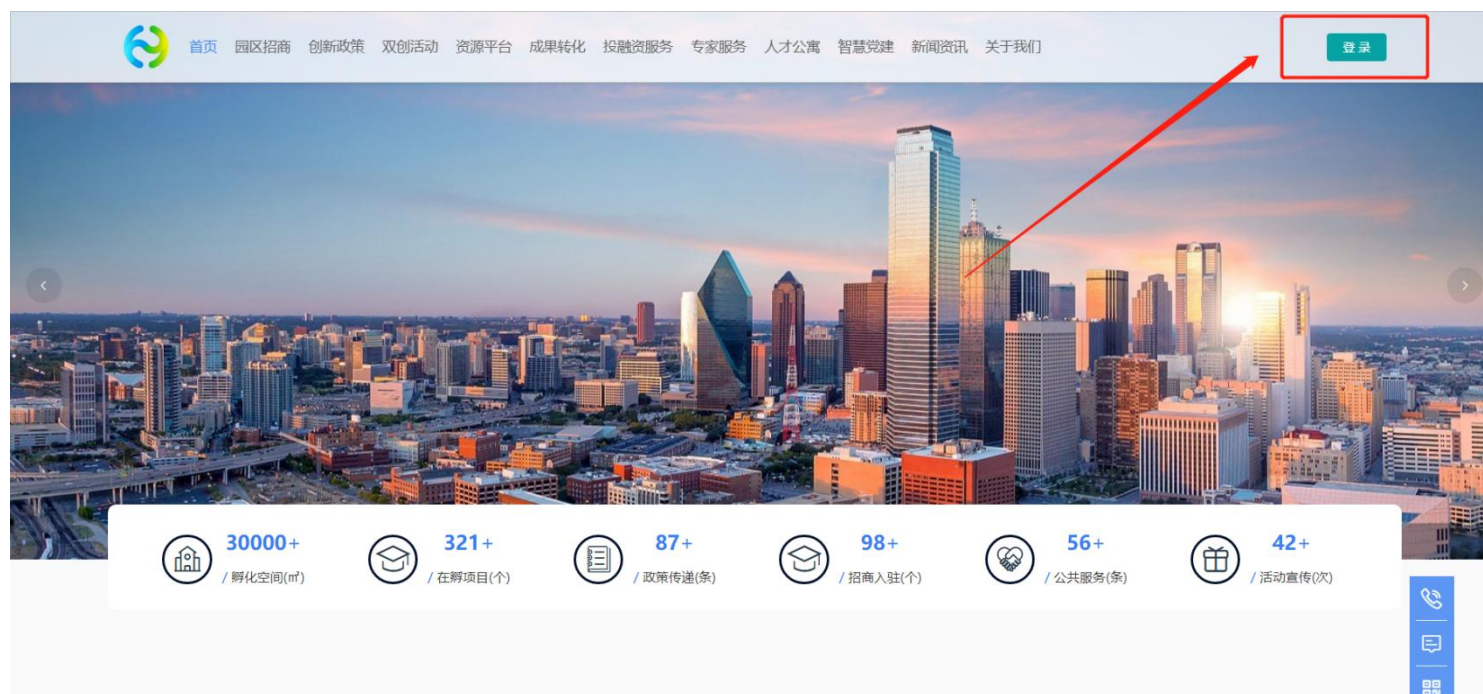 首页 园区招商 创新政策 双创活动 资源平台 成果转化 投融资服务 专家服务 人才公寓 智慧党建 新闻资讯 关于我们 登录
30000+ 321+ 87+ 98+ 56+ 42+
/ 孵化空间(㎡) / 在孵项目(个) / 政策传递(条) / 招商入驻(个) / 公共服务(条) / 活动宣传(次)